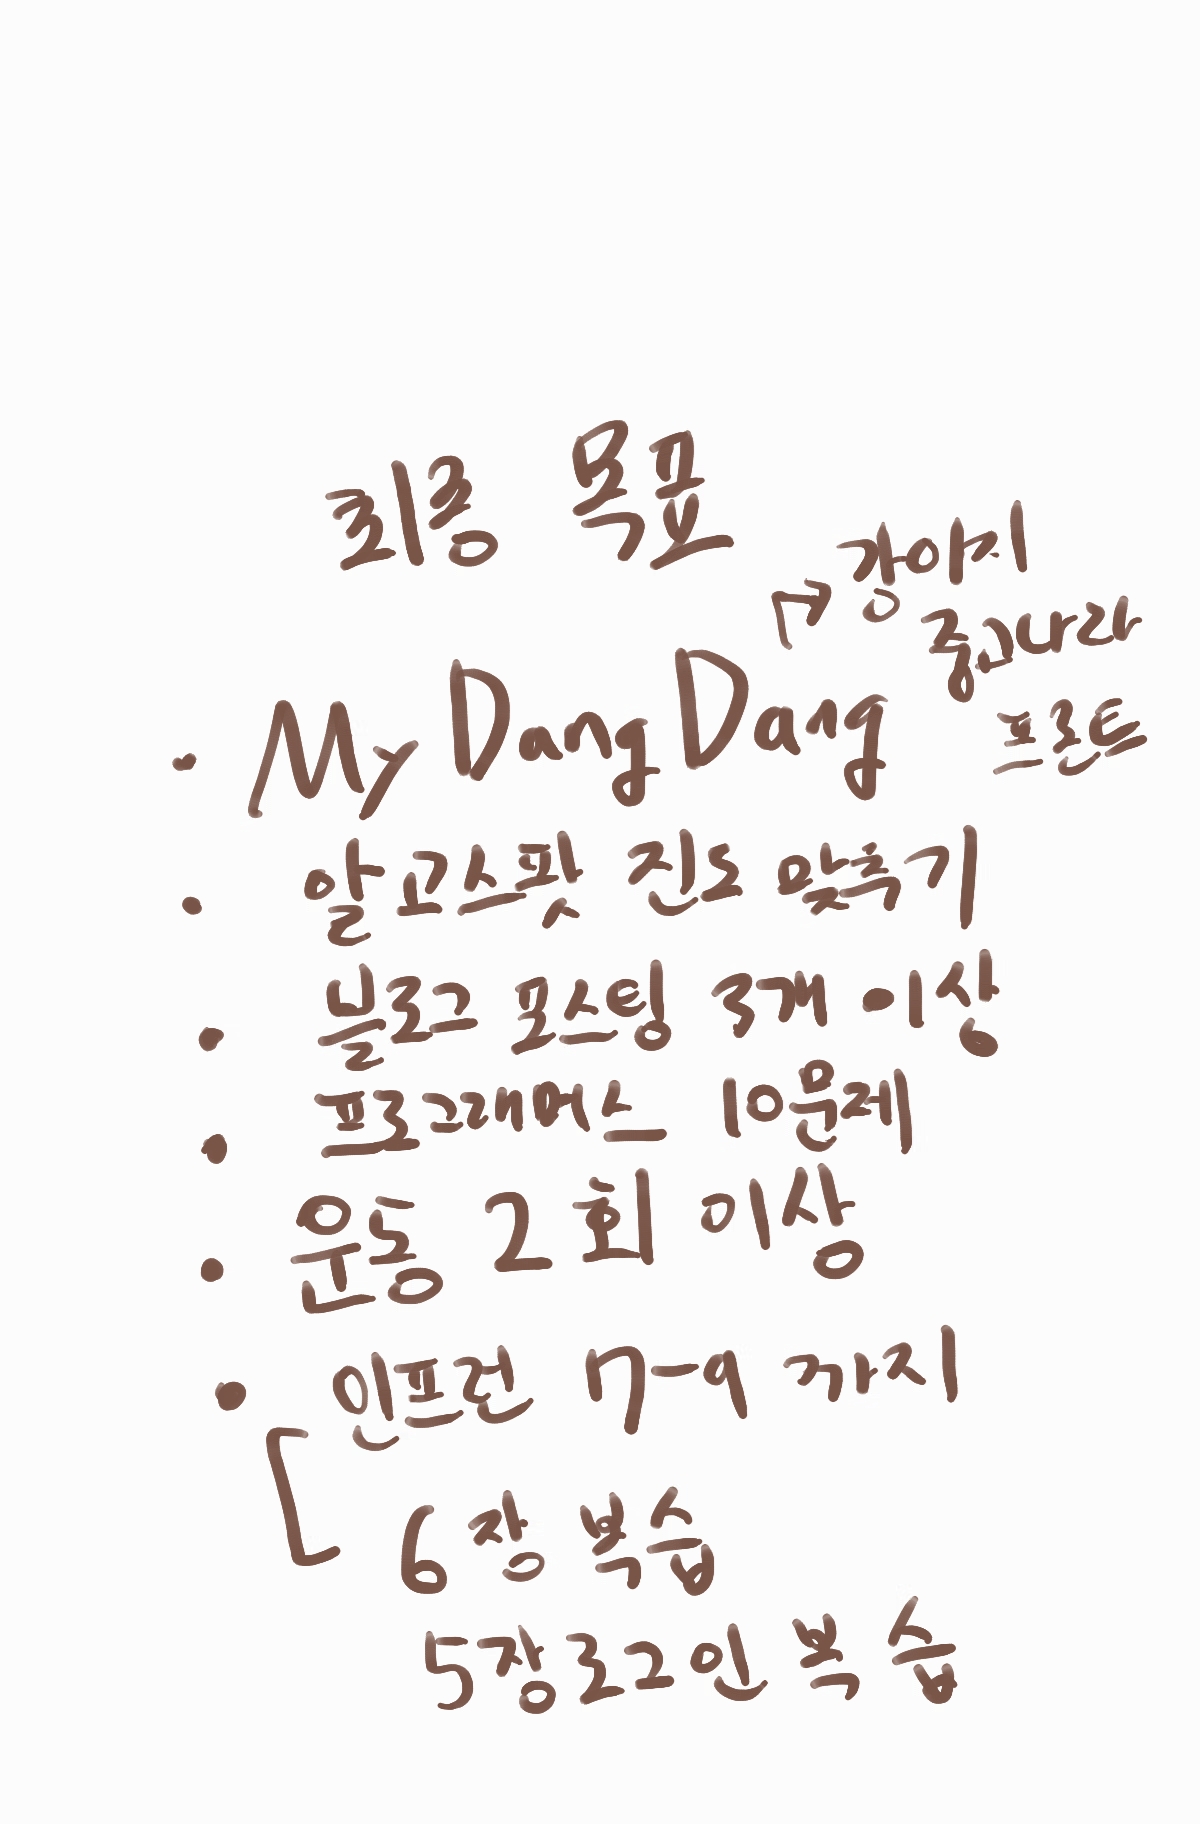 최종 목표
→ 강아지
중고나라
프론트
• My Dang Dang
• 알고스팟 진도 맞추기
• 블로그 포스팅 3개 이상
• 프로그래머스 10문제
• 운동 2회 이상
• 인프런 7-9 까지
[ 6장 복습
5장로그인 복습